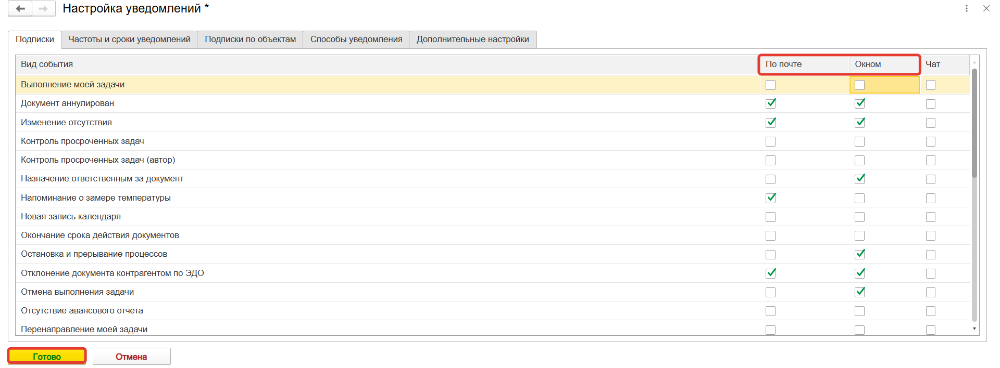 Настройка уведомлений *
Подписки Частоты и сроки уведомлений Подписки по объектам Способы уведомления Дополнительные настройки
Вид события По почте Окном Чат
Выполнение моей задачи
Документ аннулирован
Изменение отсутствия
Контроль просроченных задач
Контроль просроченных задач (автор)
Назначение ответственным за документ
Напоминание о замере температуры
Новая запись календаря
Окончание срока действия документов
Остановка и прерывание процессов
Отклонение документа контрагентом по ЭДО
Отмена выполнения задачи
Отсутствие авансового отчета
Перенаправление моей задачи
Готово Отмена